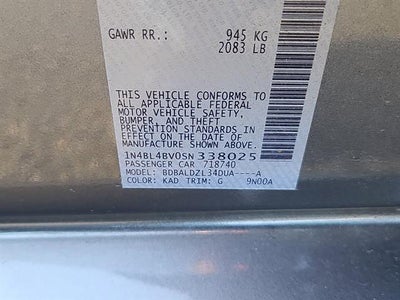 GAWR RR.: 945 KG
2083 LB
THIS VEHICLE CONFORMS TO
ALL APPLICABLE FEDERAL
MOTOR VEHICLE SAFETY,
BUMPER, AND THEFT
PREVENTION STANDARDS IN
EFFECT ON THE DATE OF
MANUFACTURE SHOWN ABOVE.
1N4BL4BV0SN338025
PASSENGER CAR 718740
MODEL: BDBALDZL34DUA----A
COLOR: KAD TRIM: G 9N00A